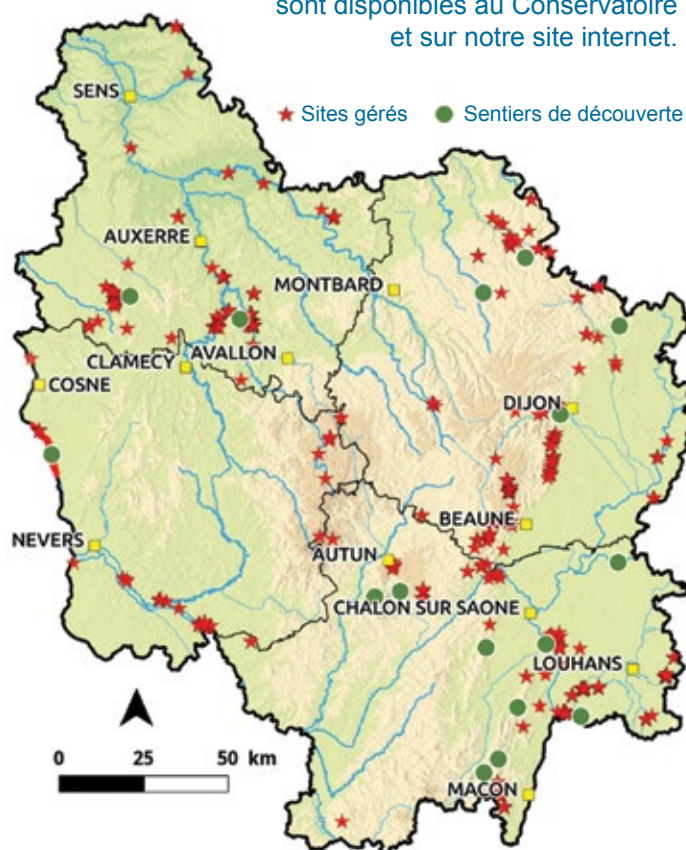 sont disponibles au Conservatoire
et sur notre site internet.
Sites gérés
Sentiers de découverte
SENS
AUXERRE
MONTBARD
CLAMECY
AVALLON
COSNE
DIJON
BEAUNE
NEVERS
AUTUN
CHALON SUR SAONE
LOUHANS
0 25 50 km
MACON